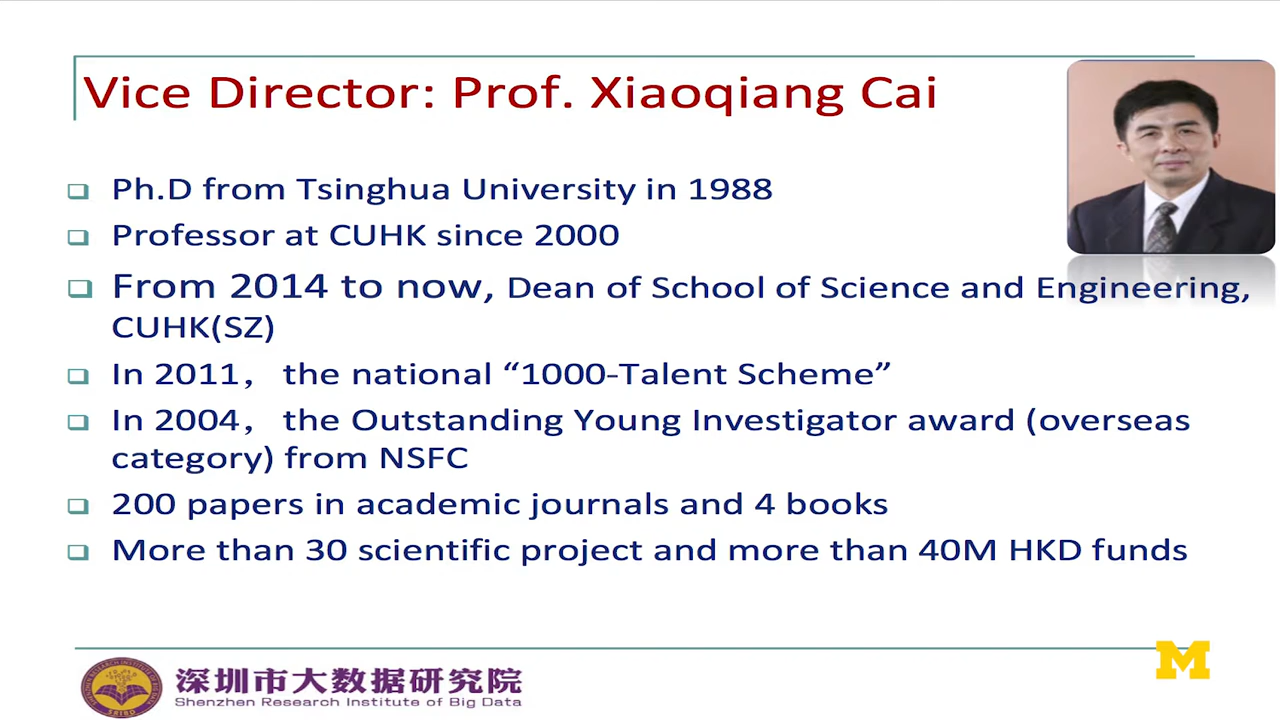 Vice Director: Prof. Xiaoqiang Cai
Ph.D from Tsinghua University in 1988
Professor at CUHK since 2000
From 2014 to now, Dean of School of Science and Engineering,
CUHK(SZ)
In 2011， the national “1000-Talent Scheme”
In 2004， the Outstanding Young Investigator award (overseas
category) from NSFC
200 papers in academic journals and 4 books
More than 30 scientific project and more than 40M HKD funds
深圳市大数据研究院
Shenzhen Research Institute of Big Data
M